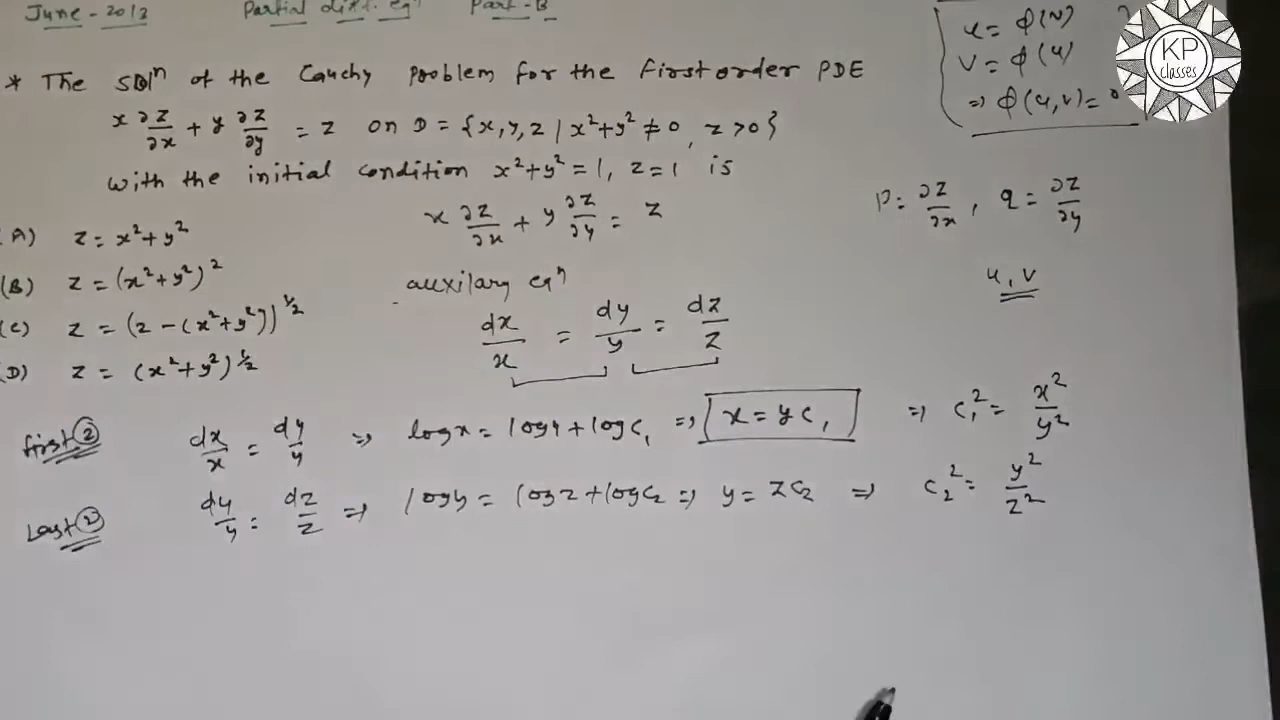 June - 2013 Partial diff. eqn Part - B
u = φ(v)
v = φ(u)
⇒ φ(u,v) = 0
KP
classes
* The Solⁿ of the Cauchy problem for the first order PDE
x ∂z/∂x + y ∂z/∂y = z on D = {x, y, z | x²+y² ≠ 0, z > 0}
with the initial condition x²+y² = 1, z = 1 is
x ∂z/∂x + y ∂z/∂y = z
P = ∂z/∂x , q = ∂z/∂y
(A) z = x²+y²
(B) z = (x²+y²)²
(C) z = (2 - (x²+y²))^1/2
(D) z = (x²+y²)^1/2
auxilary eqⁿ
u, v
dx/x = dy/y = dz/z
first ② dx/x = dy/y ⇒ log x = log y + log c₁ ⇒ x = y c₁ ⇒ c₁² = x²/y²
Last ② dy/y = dz/z ⇒ log y = log z + log c₂ ⇒ y = z c₂ ⇒ c₂² = y²/z²